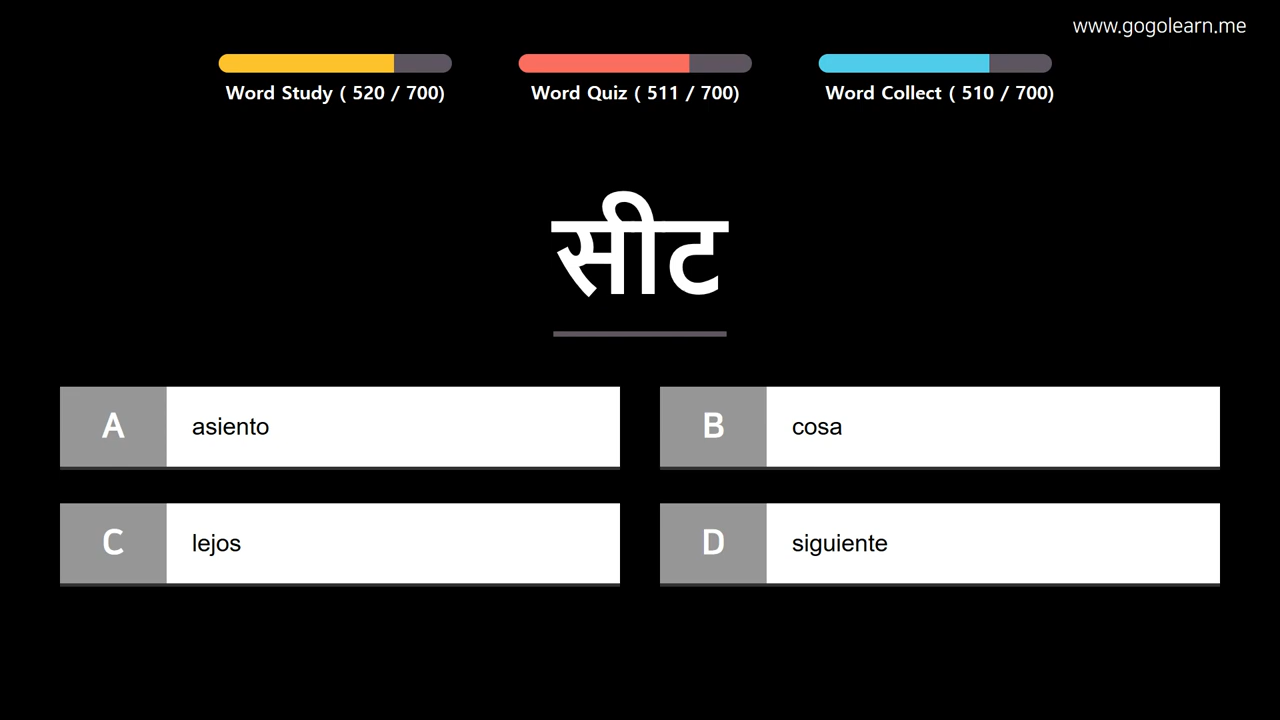 www.gogolearn.me
Word Study ( 520 / 700)
Word Quiz ( 511 / 700)
Word Collect ( 510 / 700)
सीट
A asiento
B cosa
C lejos
D siguiente